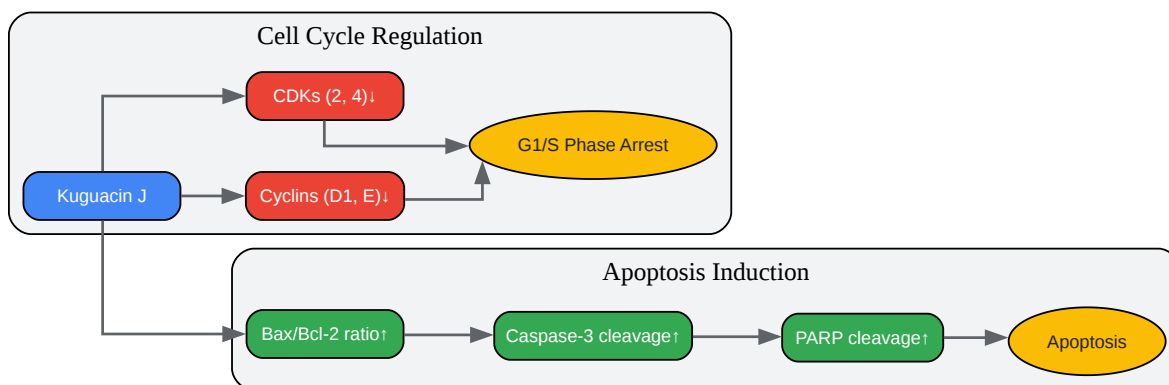 Cell Cycle Regulation
CDKs (2, 4)↓
G1/S Phase Arrest
Kuguacin J
Cyclins (D1, E)↓
Apoptosis Induction
Bax/Bcl-2 ratio↑
Caspase-3 cleavage↑
PARP cleavage↑
Apoptosis